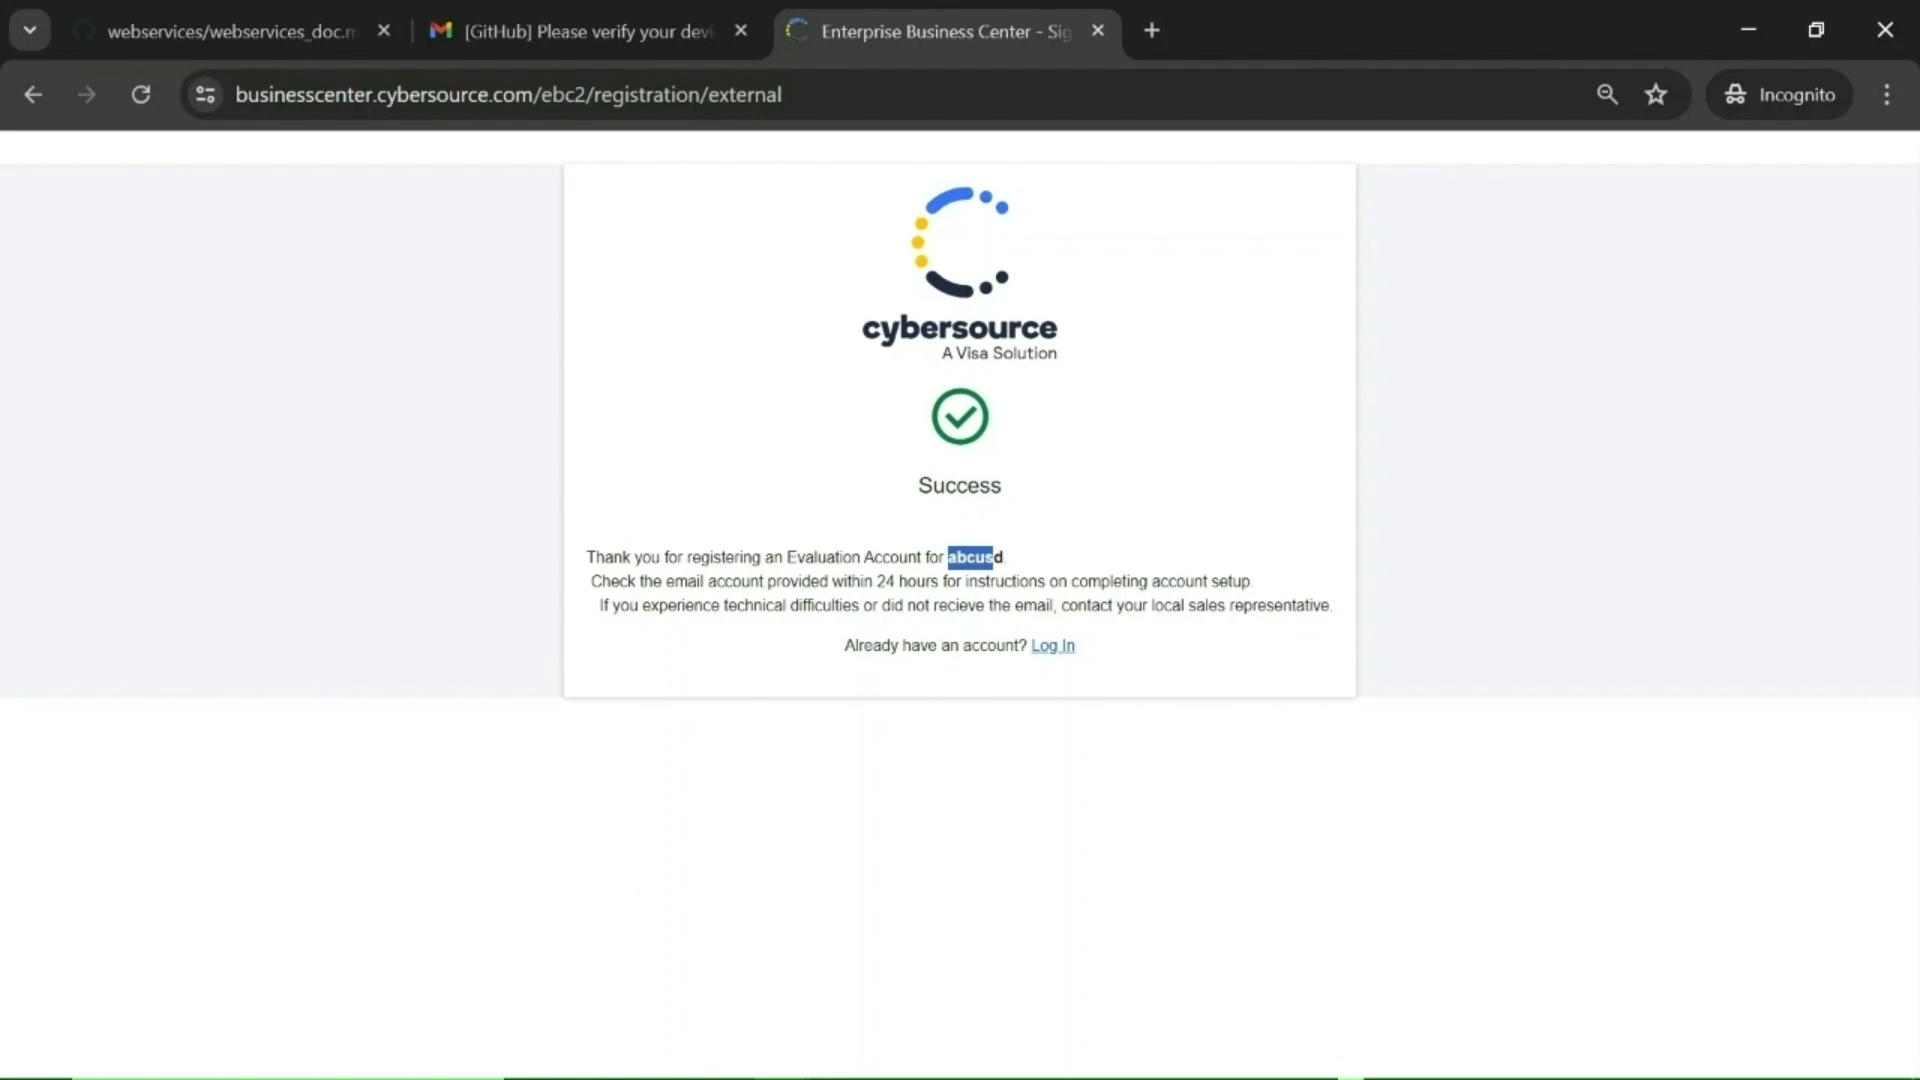 webservices/webservices_doc.m
[GitHub] Please verify your devi
Enterprise Business Center - Sig
businesscenter.cybersource.com/ebc2/registration/external
Incognito
cybersource
A Visa Solution
Success
Thank you for registering an Evaluation Account for abcusd.
Check the email account provided within 24 hours for instructions on completing account setup.
If you experience technical difficulties or did not recieve the email, contact your local sales representative.
Already have an account? Log In